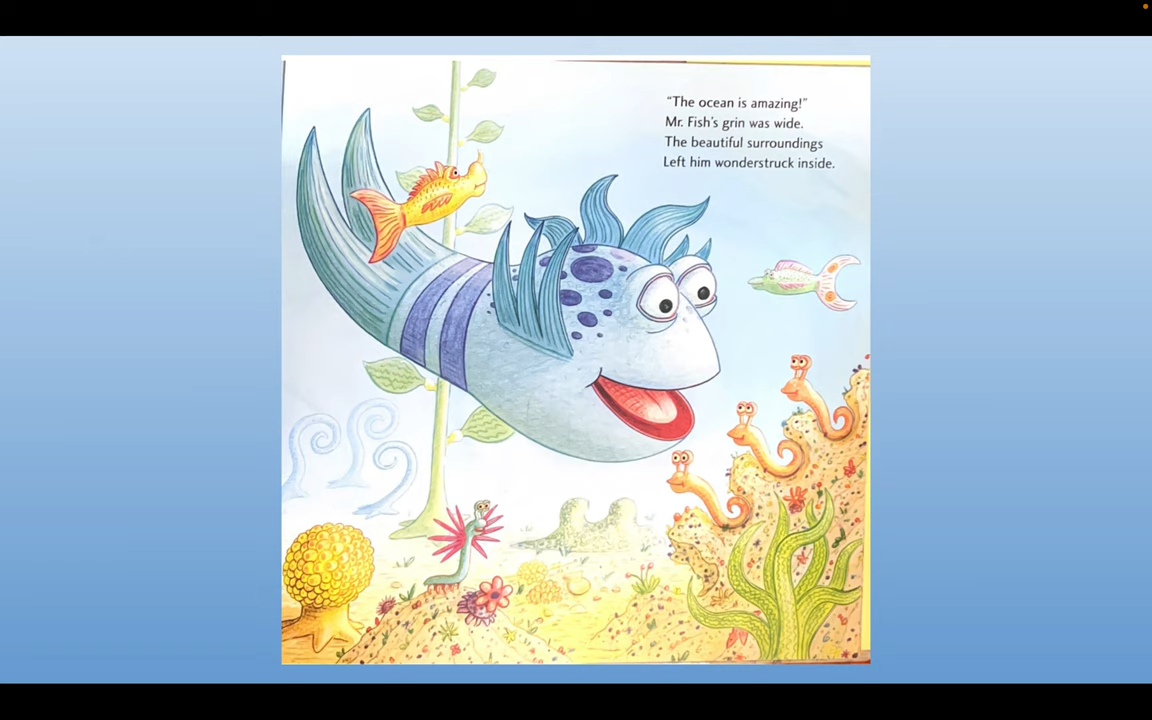 “The ocean is amazing!”
Mr. Fish’s grin was wide.
The beautiful surroundings
Left him wonderstruck inside.